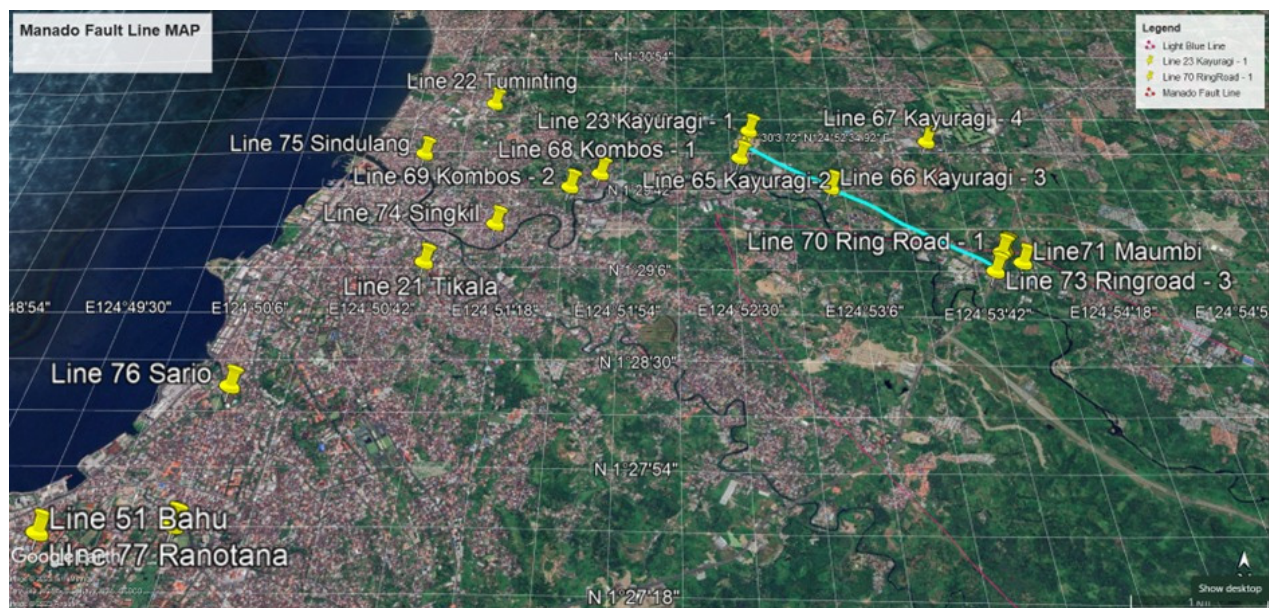 Manado Fault Line MAP
Legend
Light Blue Line
Line 23 Kayuragi - 1
Line 70 RingRoad - 1
Manado Fault Line
N 1°30'54"
Line 22 Tuminting
Line 23 Kayuragi - 1
Line 67 Kayuragi - 4
Line 75 Sindulang
Line 68 Kombos - 1
Line 69 Kombos - 2
Line 65 Kayuragi 2
Line 66 Kayuragi - 3
Line 74 Singkil
Line 70 Ring Road - 1
Line71 Maumbi
Line 21 Tikala
N 1°29'6"
Line 73 Ringroad - 3
48'54"
E124°49'30"
E124°50'6"
E124°50'42"
E124°51'18"
E124°51'54"
E124°52'30"
E124°53'6"
E124°53'42"
E124°54'18"
Line 76 Sario
N 1°28'30"
N 1°27'54"
Line 51 Bahu
Line 77 Ranotana
Google Earth
N 1°27'18"
Show desktop